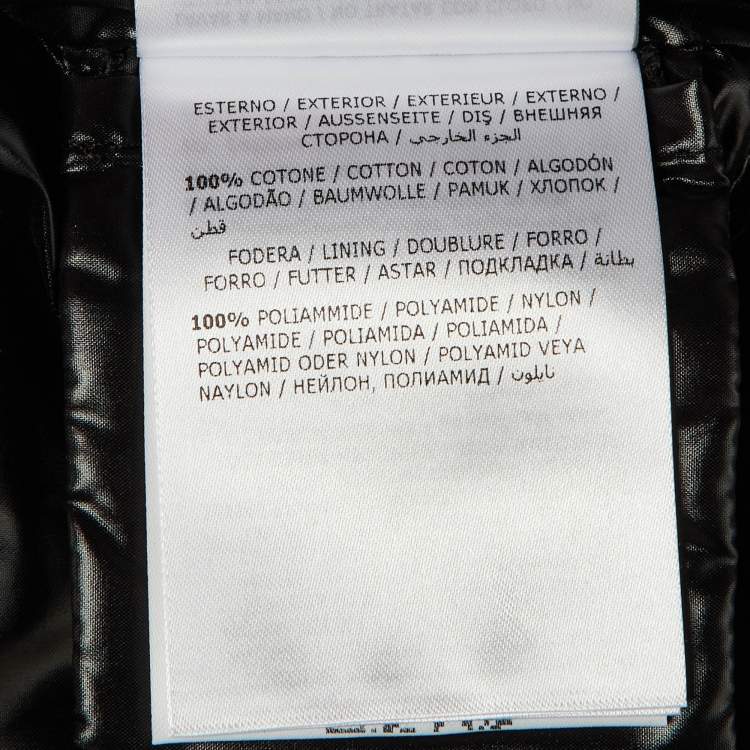 ESTERNO / EXTERIOR / EXTERIEUR / EXTERNO /
EXTERIOR / AUSSENSEITE / DIŞ / ВНЕШНЯЯ
СТОРОНА / الجزء الخارجي
100% COTONE / COTTON / COTON / ALGODÓN
/ ALGODÃO / BAUMWOLLE / PAMUK / ХЛОПОК /
قطن
FODERA / LINING / DOUBLURE / FORRO /
FORRO / FUTTER / ASTAR / ПОДКЛАДКА / بطانة
100% POLIAMMIDE / POLYAMIDE / NYLON /
POLYAMIDE / POLIAMIDA / POLIAMIDA /
POLYAMID ODER NYLON / POLYAMID VEYA
NAYLON / НЕЙЛОН, ПОЛИАМИД / نايلون